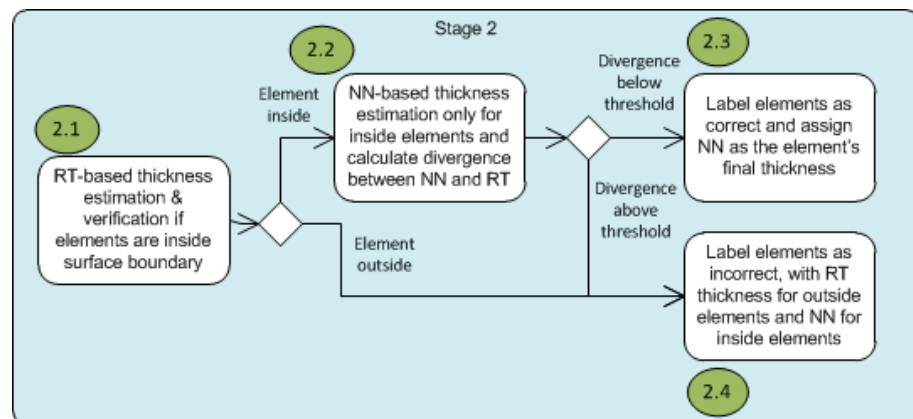 Stage 2
2.1
RT-based thickness
estimation &
verification if
elements are inside
surface boundary
Element
inside
Element
outside
2.2
NN-based thickness
estimation only for
inside elements and
calculate divergence
between NN and RT
Divergence
below
threshold
Divergence
above
threshold
2.3
Label elements as
correct and assign
NN as the element's
final thickness
Label elements as
incorrect, with RT
thickness for outside
elements and NN for
inside elements
2.4